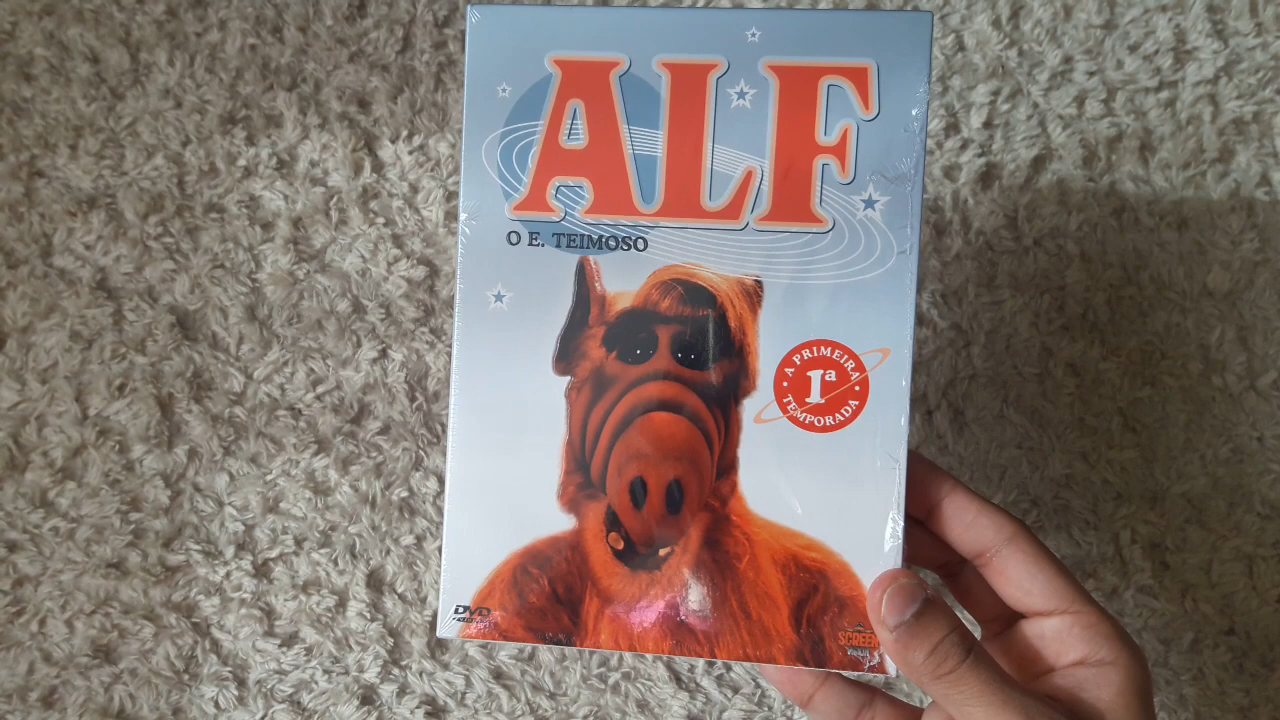 ALF
O E. TEIMOSO
A PRIMEIRA
1ª
TEMPORADA
DVD
SCREEN